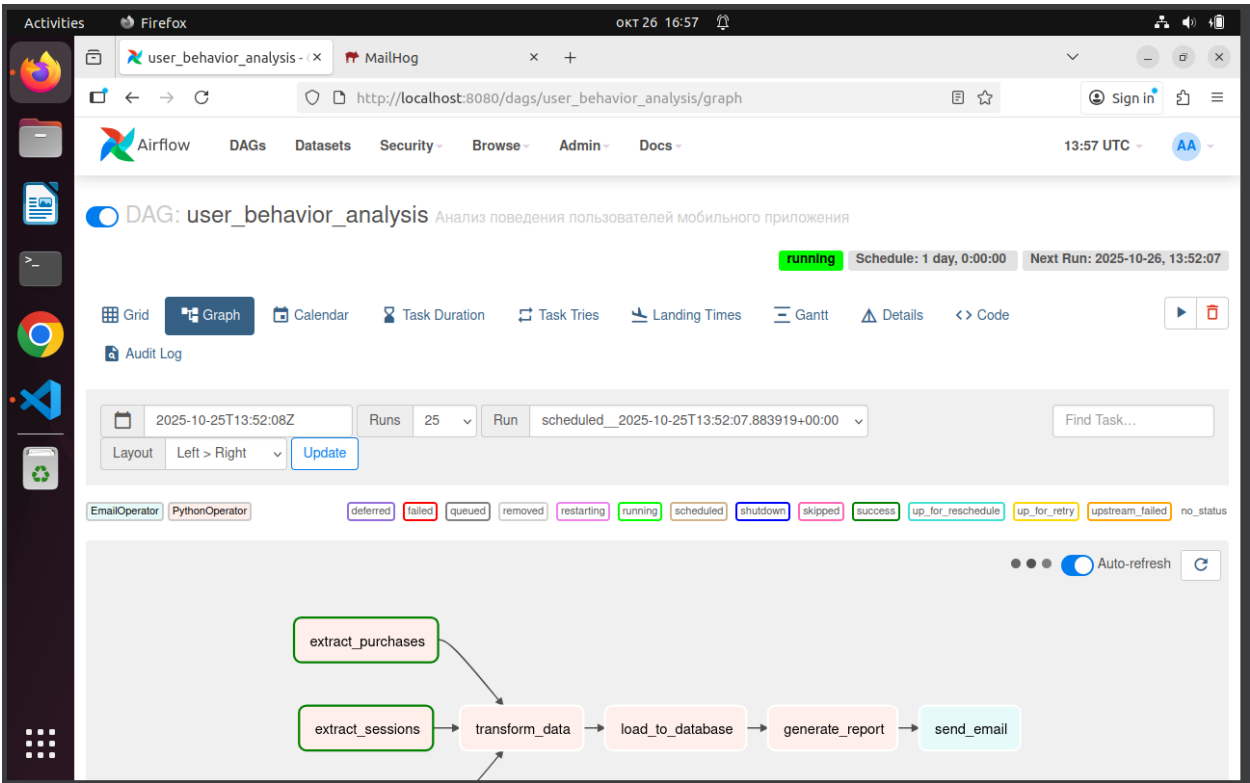 Activities Firefox окт 26 16:57
user_behavior_analysis - MailHog
http://localhost:8080/dags/user_behavior_analysis/graph Sign in
Airflow DAGs Datasets Security Browse Admin Docs 13:57 UTC AA
DAG: user_behavior_analysis Анализ поведения пользователей мобильного приложения
running Schedule: 1 day, 0:00:00 Next Run: 2025-10-26, 13:52:07
Grid Graph Calendar Task Duration Task Tries Landing Times Gantt Details Code
Audit Log
2025-10-25T13:52:08Z Runs 25 Run scheduled__2025-10-25T13:52:07.883919+00:00 Find Task...
Layout Left > Right Update
EmailOperator PythonOperator deferred failed queued removed restarting running scheduled shutdown skipped success up_for_reschedule up_for_retry upstream_failed no_status
Auto-refresh
extract_purchases
extract_sessions transform_data load_to_database generate_report send_email